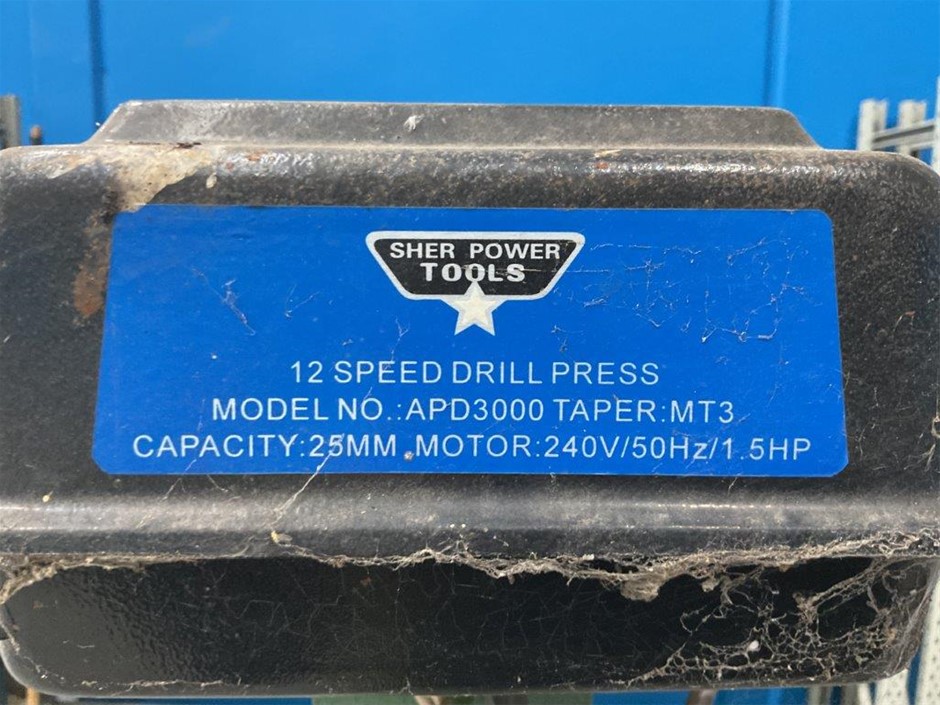 SHER POWER
TOOLS
12 SPEED DRILL PRESS
MODEL NO.:APD3000 TAPER:MT3
CAPACITY:25MM MOTOR:240V/50Hz/1.5HP